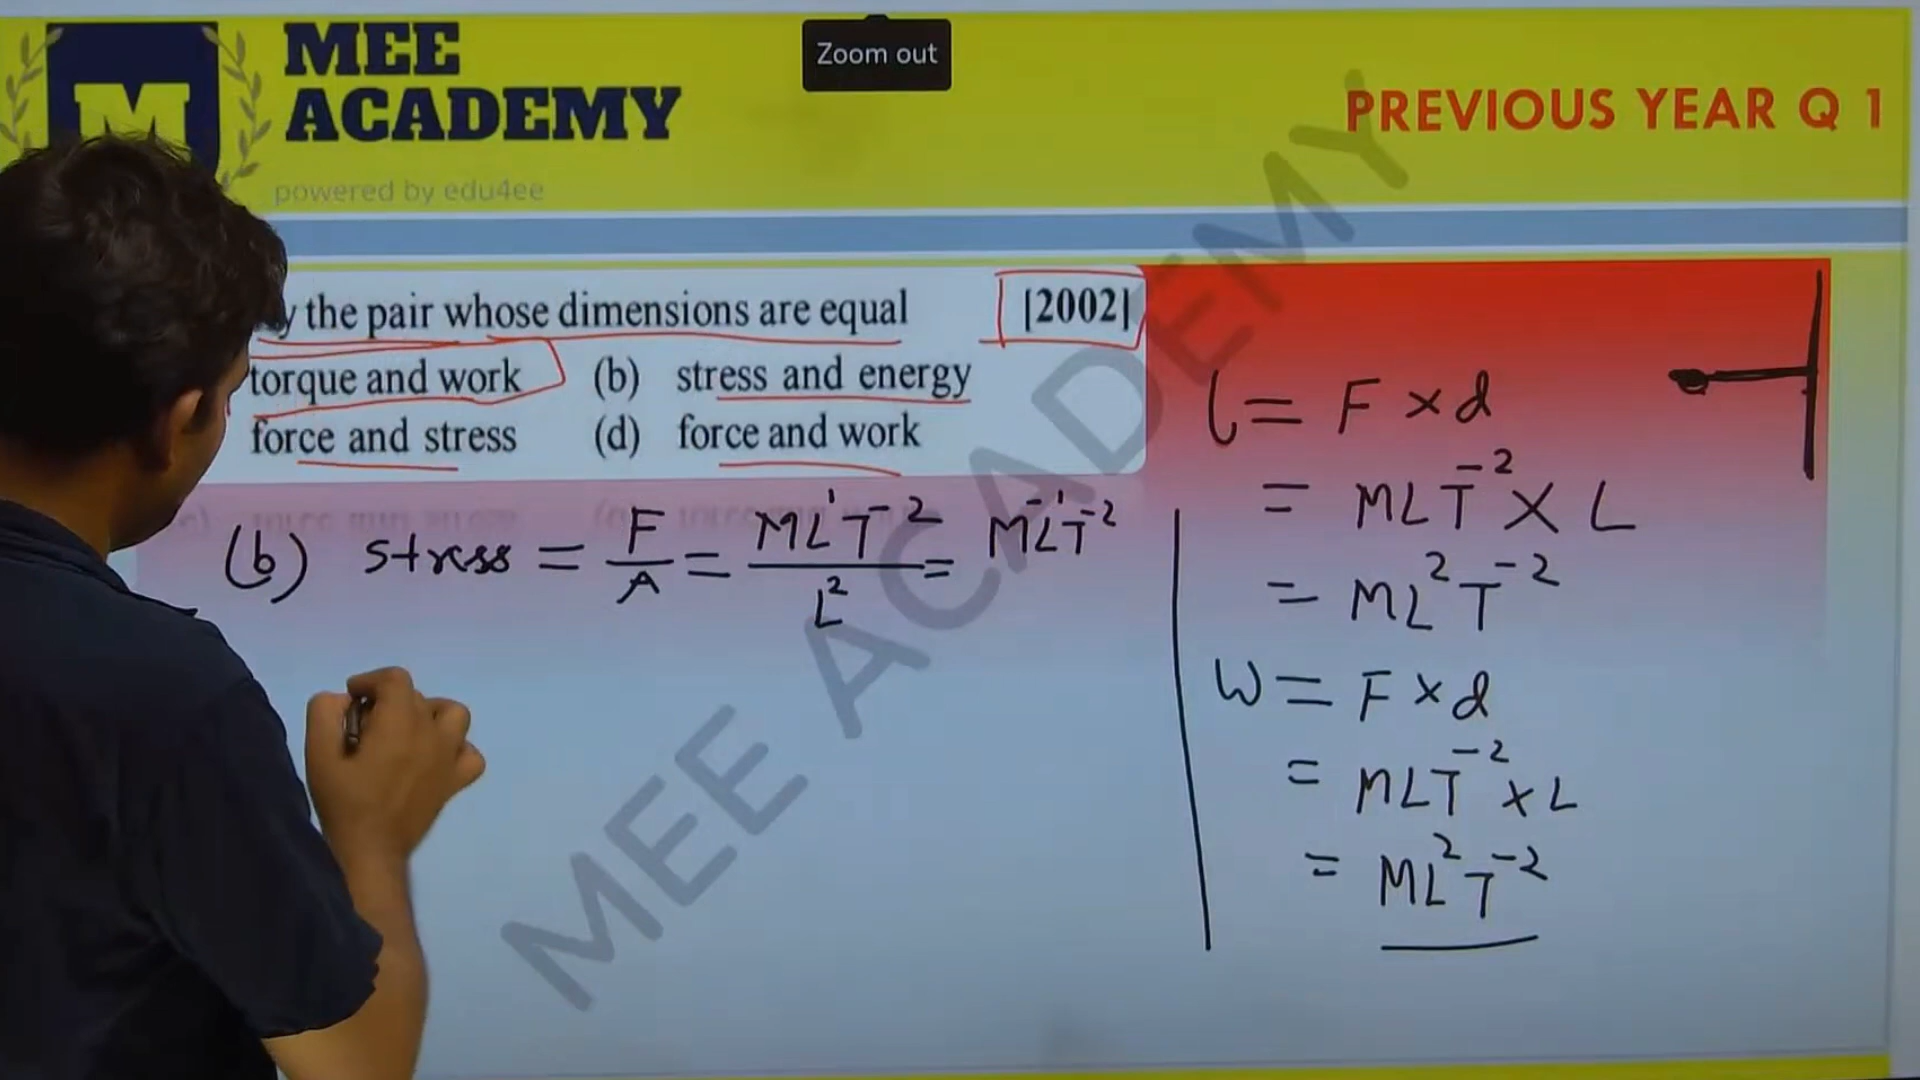 MEE
ACADEMY
powered by edu4ee
Zoom out
PREVIOUS YEAR Q 1
y the pair whose dimensions are equal [2002]
torque and work (b) stress and energy
force and stress (d) force and work
(b) stress = F/A = ML¹T⁻²/L² = ML⁻¹T⁻²
τ = F × d
= MLT⁻² × L
= ML²T⁻²
W = F × d
= MLT⁻² × L
= ML²T⁻²
MEE ACADEMY